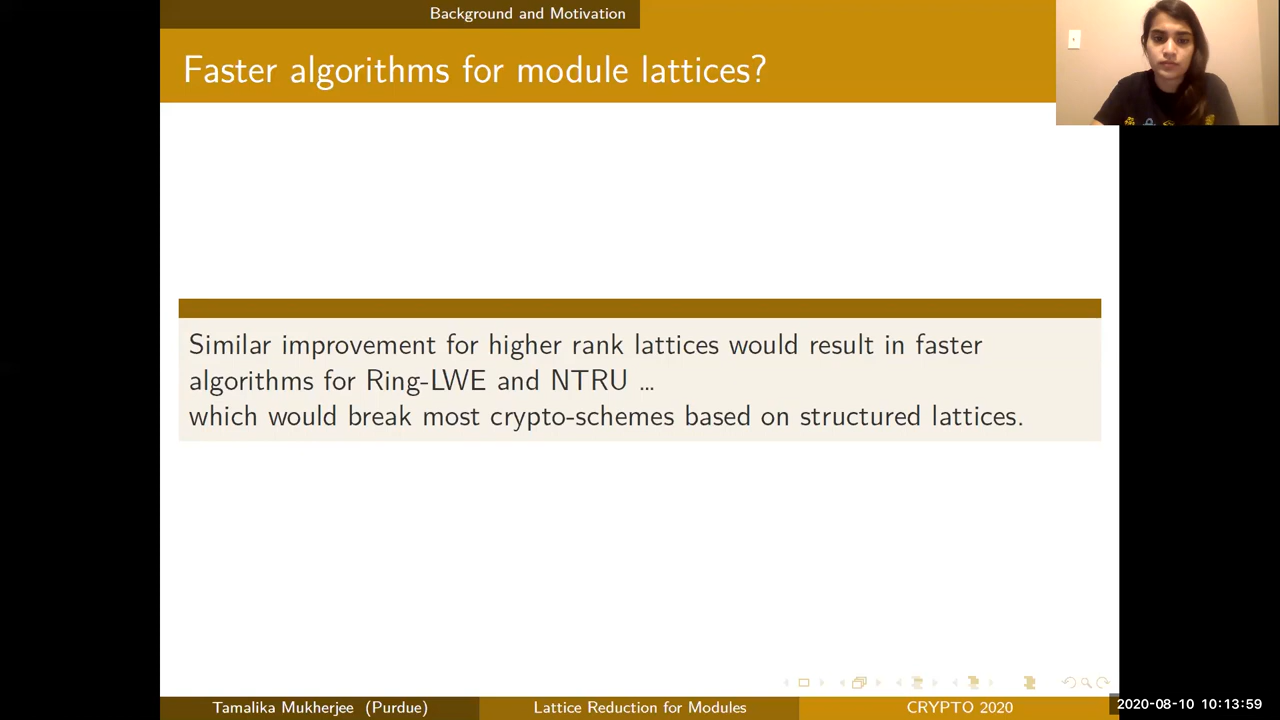 Background and Motivation
Faster algorithms for module lattices?
Similar improvement for higher rank lattices would result in faster
algorithms for Ring-LWE and NTRU ...
which would break most crypto-schemes based on structured lattices.
Tamalika Mukherjee (Purdue)
Lattice Reduction for Modules
CRYPTO 2020
2020-08-10 10:13:59